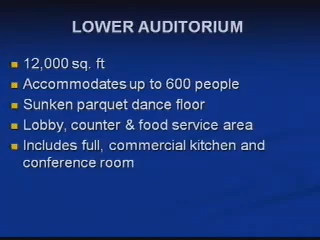 LOWER AUDITORIUM
12,000 sq. ft
Accommodates up to 600 people
Sunken parquet dance floor
Lobby, counter & food service area
Includes full, commercial kitchen and
conference room